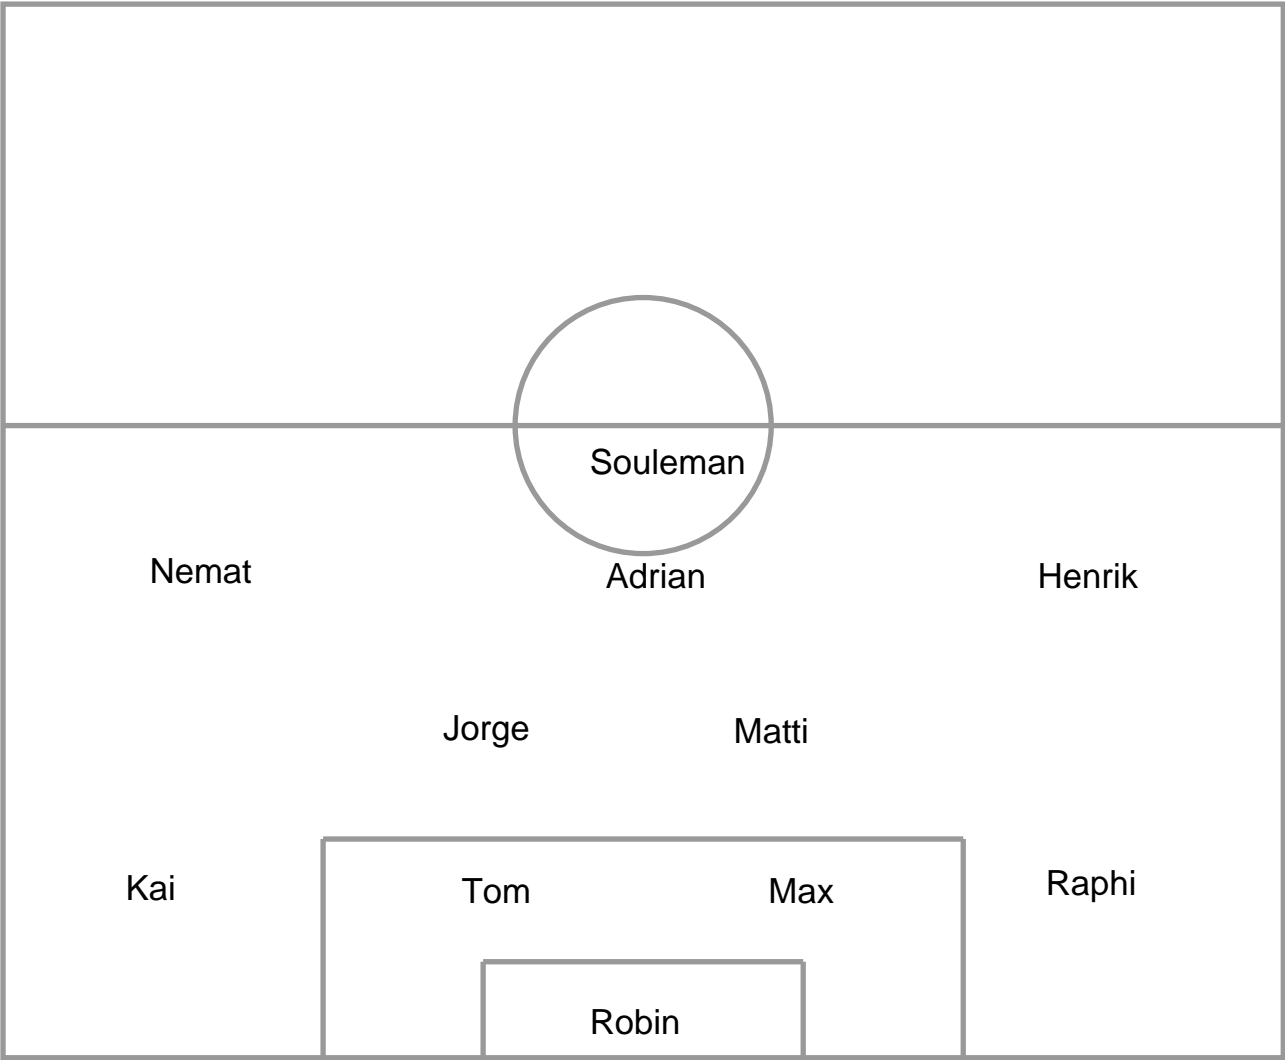 Souleman
Nemat Adrian Henrik
Jorge Matti
Kai Tom Max Raphi
Robin